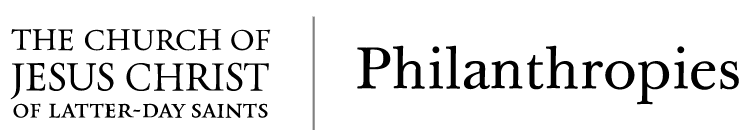 THE CHURCH OF
JESUS CHRIST
OF LATTER-DAY SAINTS
Philanthropies